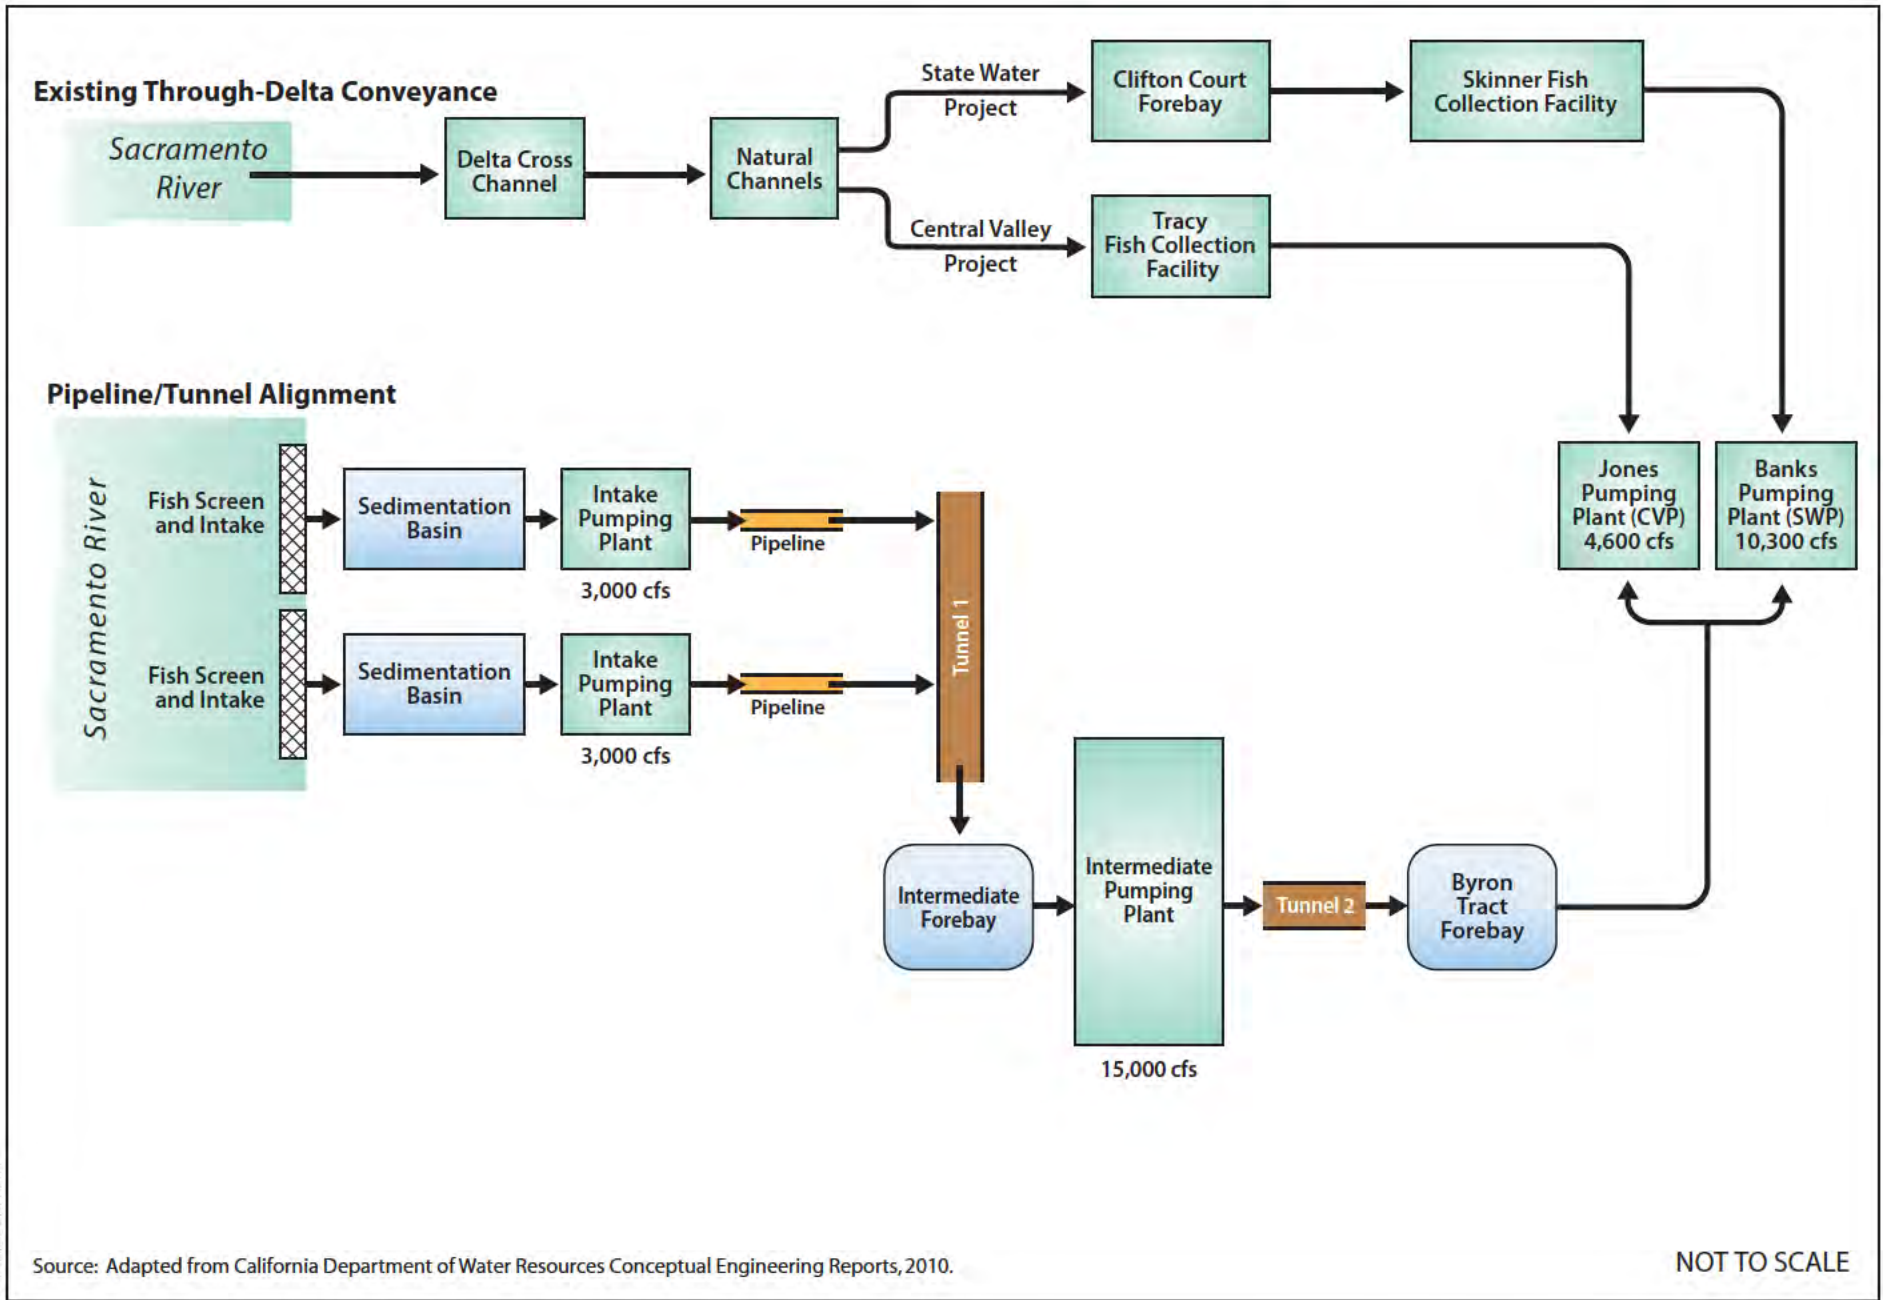 Existing Through-Delta Conveyance
Sacramento
River
Delta Cross
Channel
Natural
Channels
State Water
Project
Clifton Court
Forebay
Skinner Fish
Collection Facility
Central Valley
Project
Tracy
Fish Collection
Facility
Jones
Pumping
Plant (CVP)
4,600 cfs
Banks
Pumping
Plant (SWP)
10,300 cfs
Pipeline/Tunnel Alignment
Sacramento River
Fish Screen
and Intake
Sedimentation
Basin
Intake
Pumping
Plant
3,000 cfs
Pipeline
Fish Screen
and Intake
Sedimentation
Basin
Intake
Pumping
Plant
3,000 cfs
Pipeline
Tunnel 1
Intermediate
Forebay
Intermediate
Pumping
Plant
15,000 cfs
Tunnel 2
Byron
Tract
Forebay
Source: Adapted from California Department of Water Resources Conceptual Engineering Reports, 2010.
NOT TO SCALE